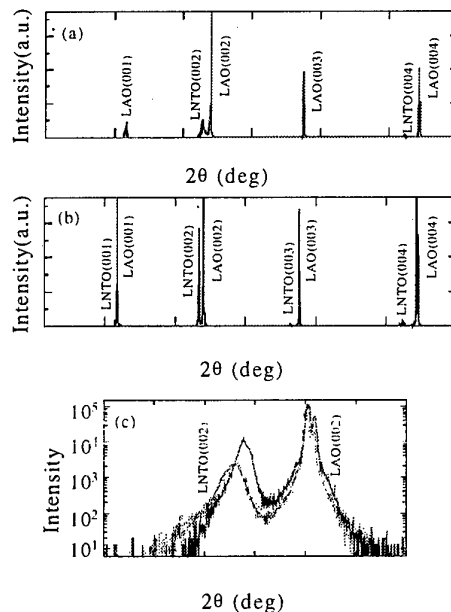 Intensity(a.u.)
(a)
LAO(001)
LNTO(002)
LAO(002)
LAO(003)
LNTO(004)
LAO(004)
2θ (deg)
Intensity(a.u.)
(b)
LNTO(001)
LAO(001)
LNTO(002)
LAO(002)
LNTO(003)
LAO(003)
LNTO(004)
LAO(004)
2θ (deg)
Intensity
10⁵
10⁴
10³
10²
10¹
(c)
LNTO(002)
LAO(002)
2θ (deg)